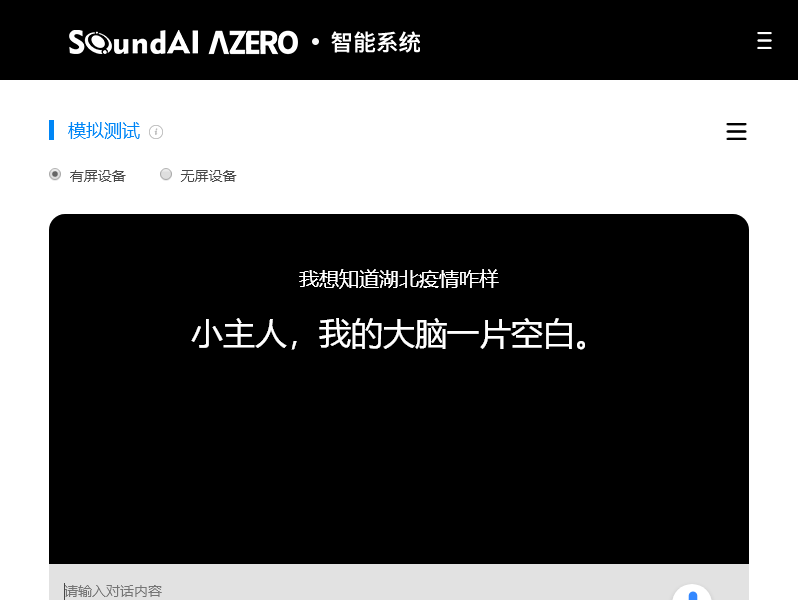 SoundAI AZERO · 智能系统
模拟测试
有屏设备 无屏设备
我想知道湖北疫情咋样
小主人，我的大脑一片空白。
请输入对话内容